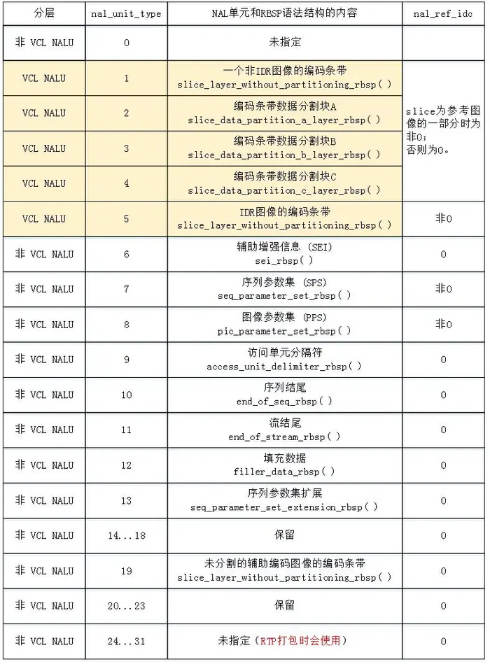 分层 nal_unit_type NAL单元和RBSP语法结构的内容 nal_ref_idc
非 VCL NALU 0 未指定
VCL NALU 1 一个非IDR图像的编码条带
slice_layer_without_partitioning_rbsp( )
VCL NALU 2 编码条带数据分割块A
slice_data_partition_a_layer_rbsp( )
slice为参考图
像的一部分时为
非0;
否则为0。
VCL NALU 3 编码条带数据分割块B
slice_data_partition_b_layer_rbsp( )
VCL NALU 4 编码条带数据分割块C
slice_data_partition_c_layer_rbsp( )
VCL NALU 5 IDR图像的编码条带
slice_layer_without_partitioning_rbsp( )
非0
非 VCL NALU 6 辅助增强信息 (SEI)
sei_rbsp( )
0
非 VCL NALU 7 序列参数集 (SPS)
seq_parameter_set_rbsp( )
非0
非 VCL NALU 8 图像参数集 (PPS)
pic_parameter_set_rbsp( )
非0
非 VCL NALU 9 访问单元分隔符
access_unit_delimiter_rbsp( )
0
非 VCL NALU 10 序列结尾
end_of_seq_rbsp( )
0
非 VCL NALU 11 流结尾
end_of_stream_rbsp( )
0
非 VCL NALU 12 填充数据
filler_data_rbsp( )
0
非 VCL NALU 13 序列参数集扩展
seq_parameter_set_extension_rbsp( )
0
非 VCL NALU 14...18 保留 0
非 VCL NALU 19 未分割的辅助编码图像的编码条带
slice_layer_without_partitioning_rbsp( )
0
非 VCL NALU 20...23 保留 0
非 VCL NALU 24...31 未指定(RTP打包时会使用) 0